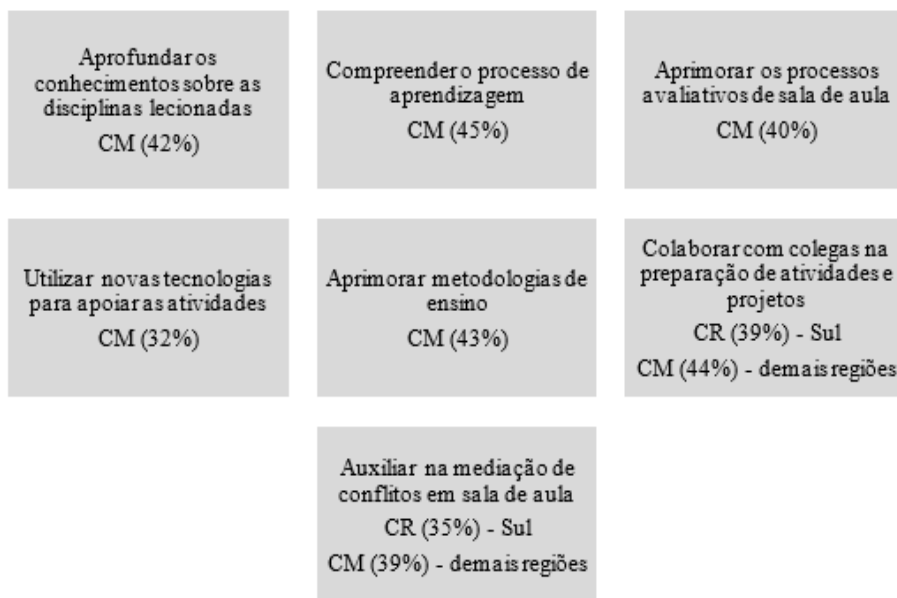 Aprofundar os
conhecimentos sobre as
disciplinas lecionadas
CM (42%)
Compreender o processo de
aprendizagem
CM (45%)
Aprimorar os processos
avaliativos de sala de aula
CM (40%)
Utilizar novas tecnologias
para apoiar as atividades
CM (32%)
Aprimorar metodologias de
ensino
CM (43%)
Colaborar com colegas na
preparação de atividades e
projetos
CR (39%) - Sul
CM (44%) - demais regiões
Auxiliar na mediação de
conflitos em sala de aula
CR (35%) - Sul
CM (39%) - demais regiões